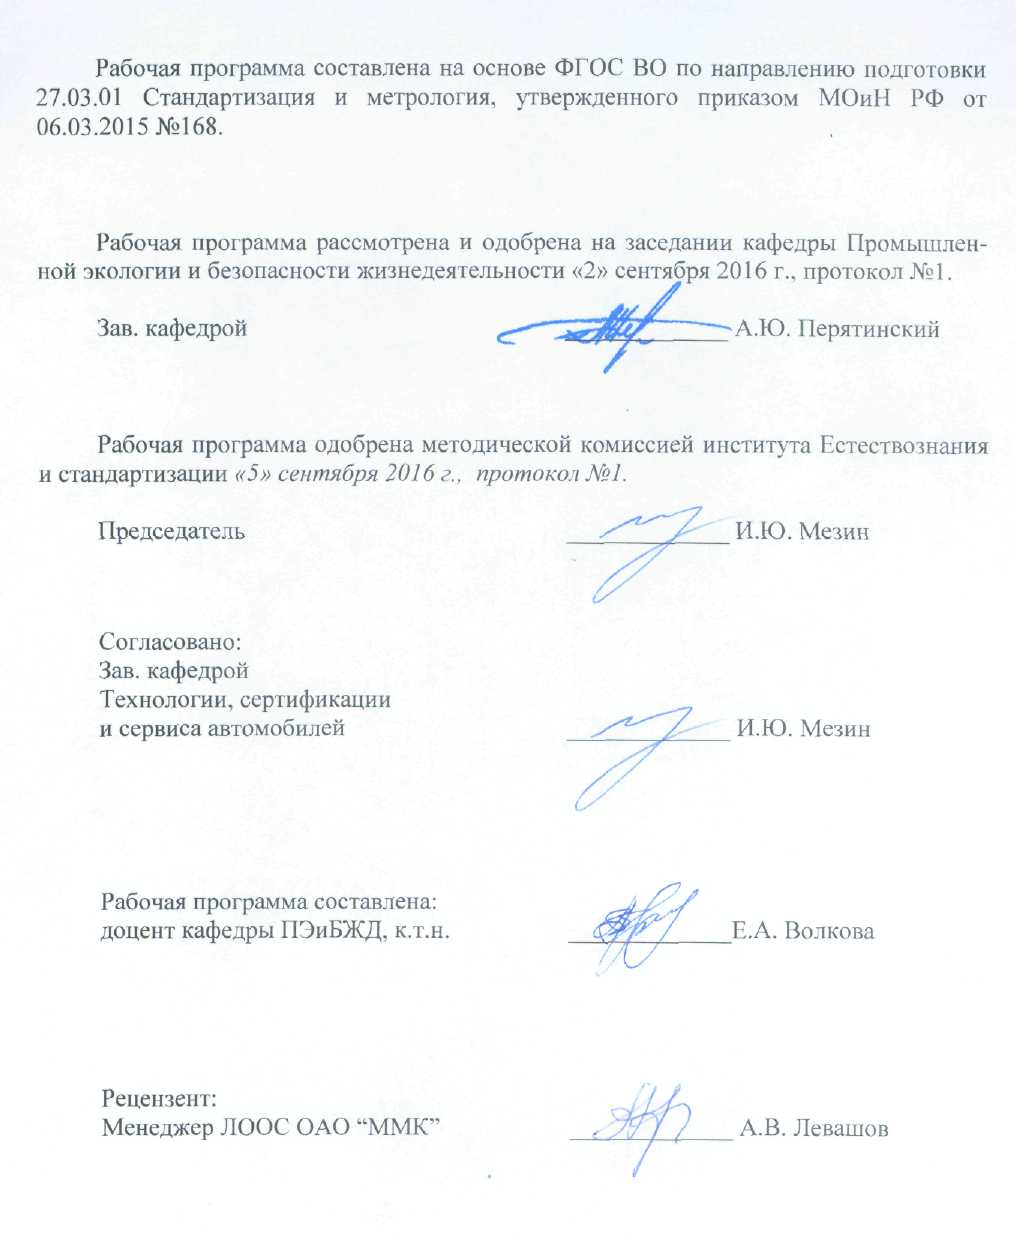 Рабочая программа составлена на основе ФГОС ВО по направлению подготовки
27.03.01 Стандартизация и метрология, утвержденного приказом МОиН РФ от
06.03.2015 №168.
Рабочая программа рассмотрена и одобрена на заседании кафедры Промышлен-
ной экологии и безопасности жизнедеятельности «2» сентября 2016 г., протокол №1.
Зав. кафедрой А.Ю. Перятинский
Рабочая программа одобрена методической комиссией института Естествознания
и стандартизации «5» сентября 2016 г., протокол №1.
Председатель И.Ю. Мезин
Согласовано:
Зав. кафедрой
Технологии, сертификации
и сервиса автомобилей И.Ю. Мезин
Рабочая программа составлена:
доцент кафедры ПЭиБЖД, к.т.н. Е.А. Волкова
Рецензент:
Менеджер ЛООС ОАО “ММК” А.В. Левашов